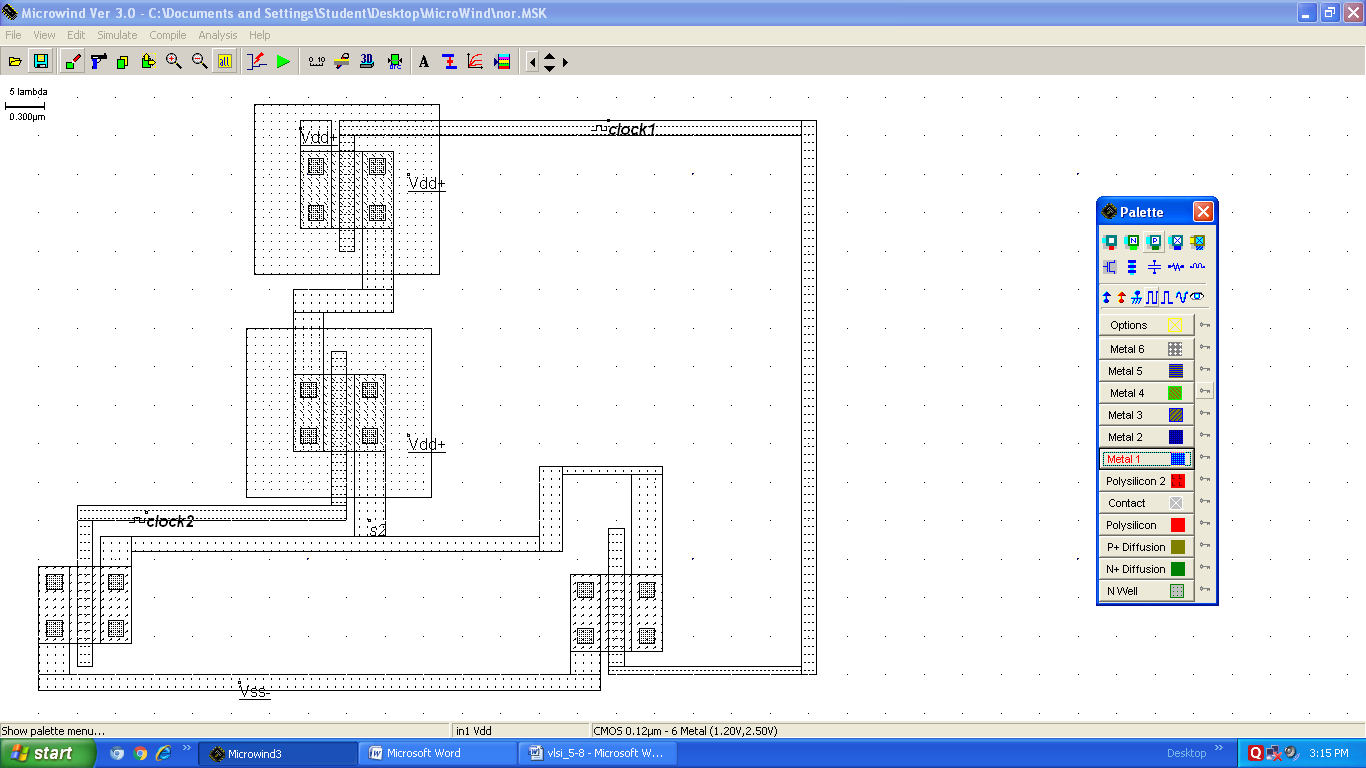 Microwind Ver 3.0 - C:\Documents and Settings\Student\Desktop\MicroWind\nor.MSK
File View Edit Simulate Compile Analysis Help
5 lambda
0.300µm
Vdd+
clock1
Vdd+
Vdd+
clock2
s2
Vss-
Palette
Options
Metal 6
Metal 5
Metal 4
Metal 3
Metal 2
Metal 1
Polysilicon 2
Contact
Polysilicon
P+ Diffusion
N+ Diffusion
N Well
Show palette menu... in1 Vdd CMOS 0.12µm - 6 Metal (1.20V,2.50V)
start Microwind3 Microsoft Word vlsi_5-8 - Microsoft W... Desktop 3:15 PM